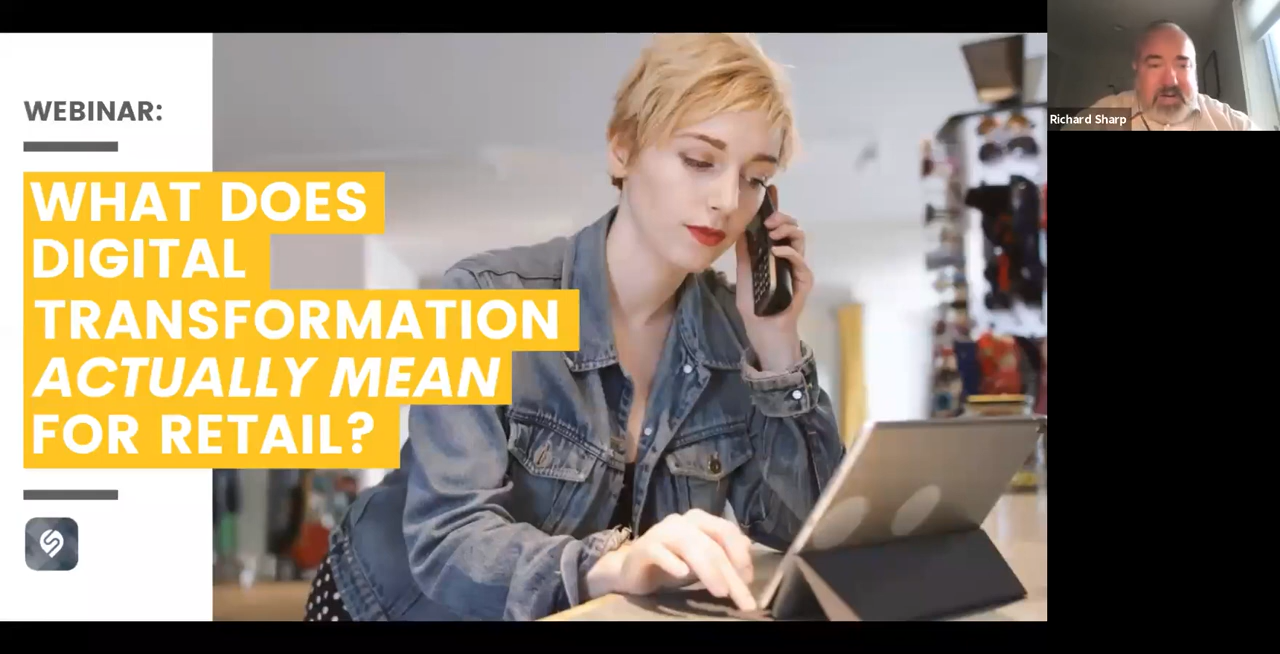 WEBINAR:
WHAT DOES
DIGITAL
TRANSFORMATION
ACTUALLY MEAN
FOR RETAIL?
Richard Sharp